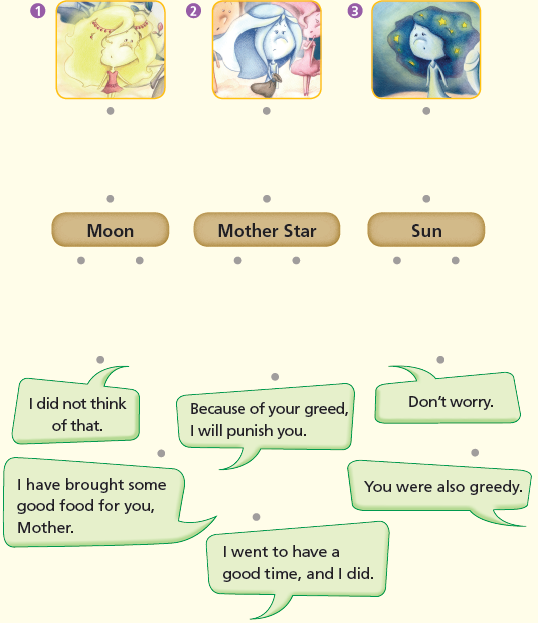 1 2 3
Moon Mother Star Sun
I did not think
of that.
Because of your greed,
I will punish you.
Don't worry.
I have brought some
good food for you,
Mother.
You were also greedy.
I went to have a
good time, and I did.